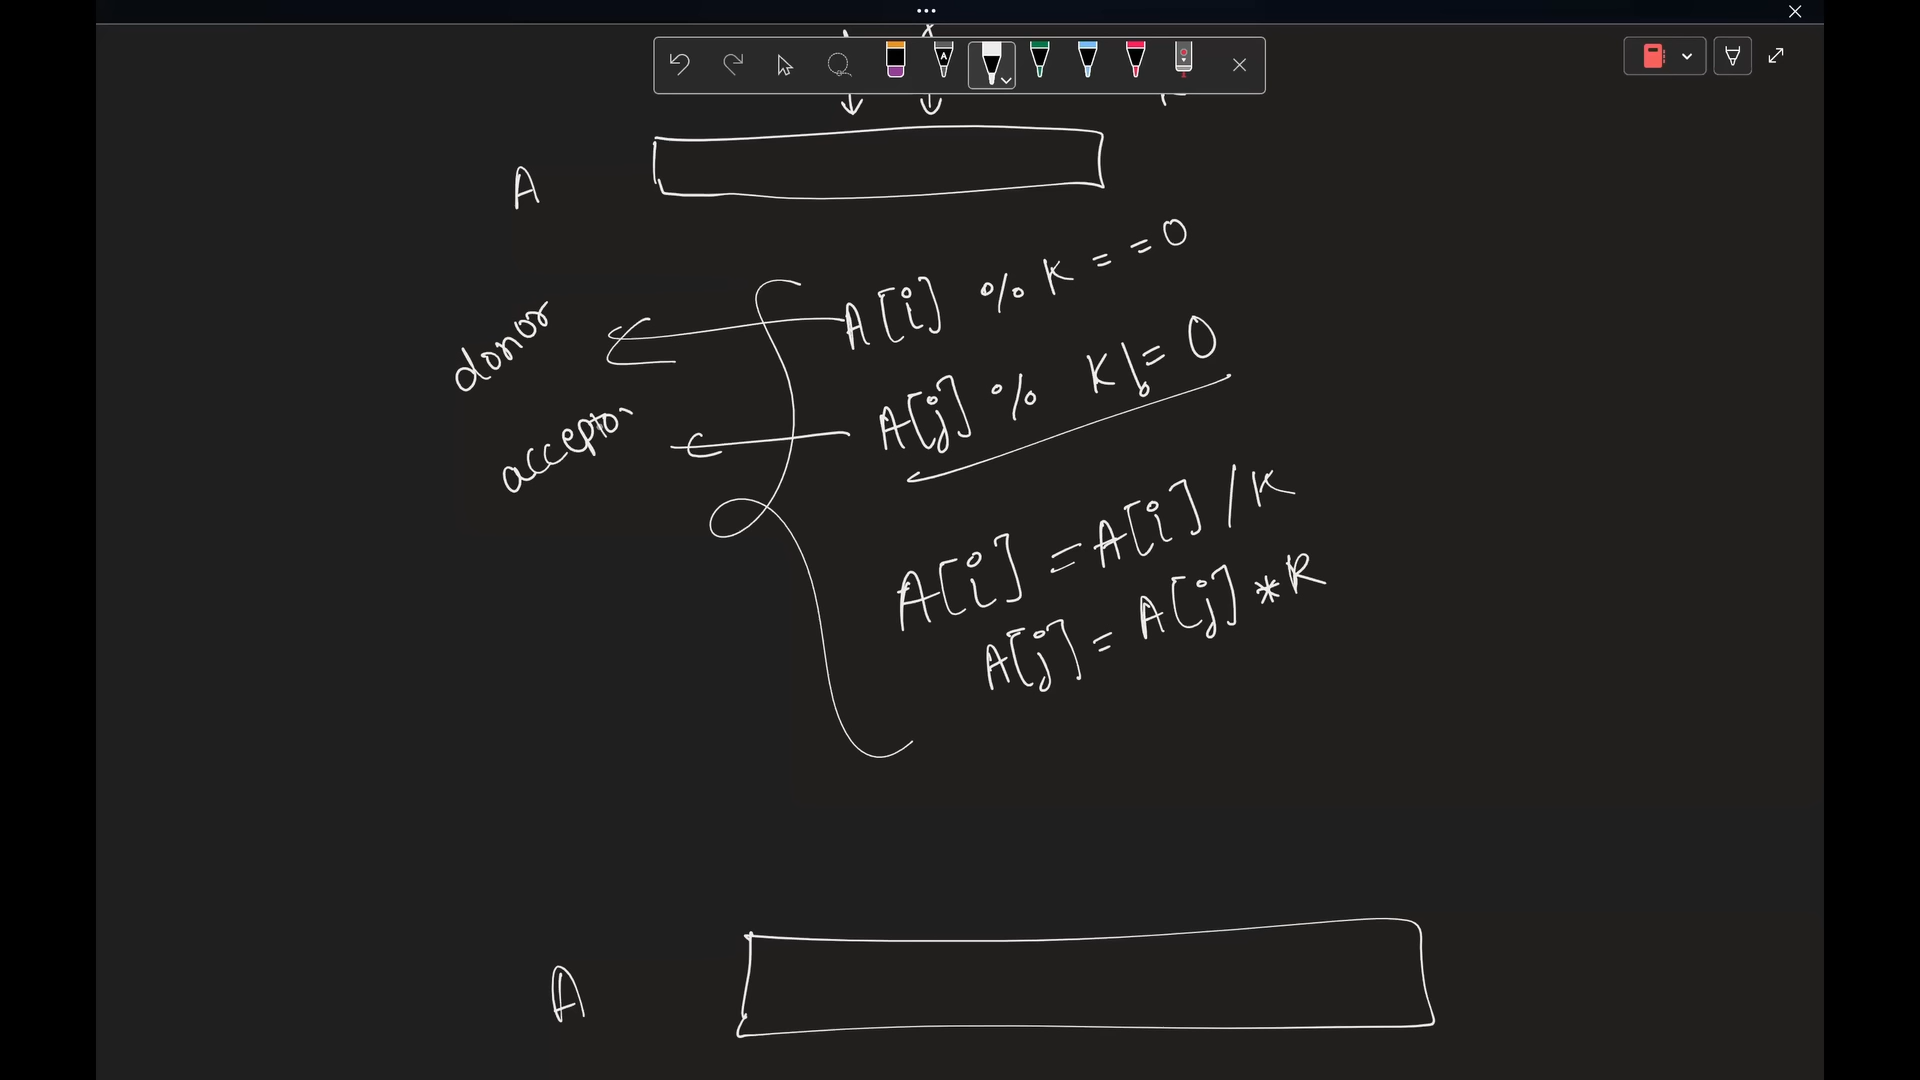 A
A[i] % K = = 0
donor
A[j] % K != 0
acceptor
A[i] = A[i] / K
A[j] = A[j] * K
A